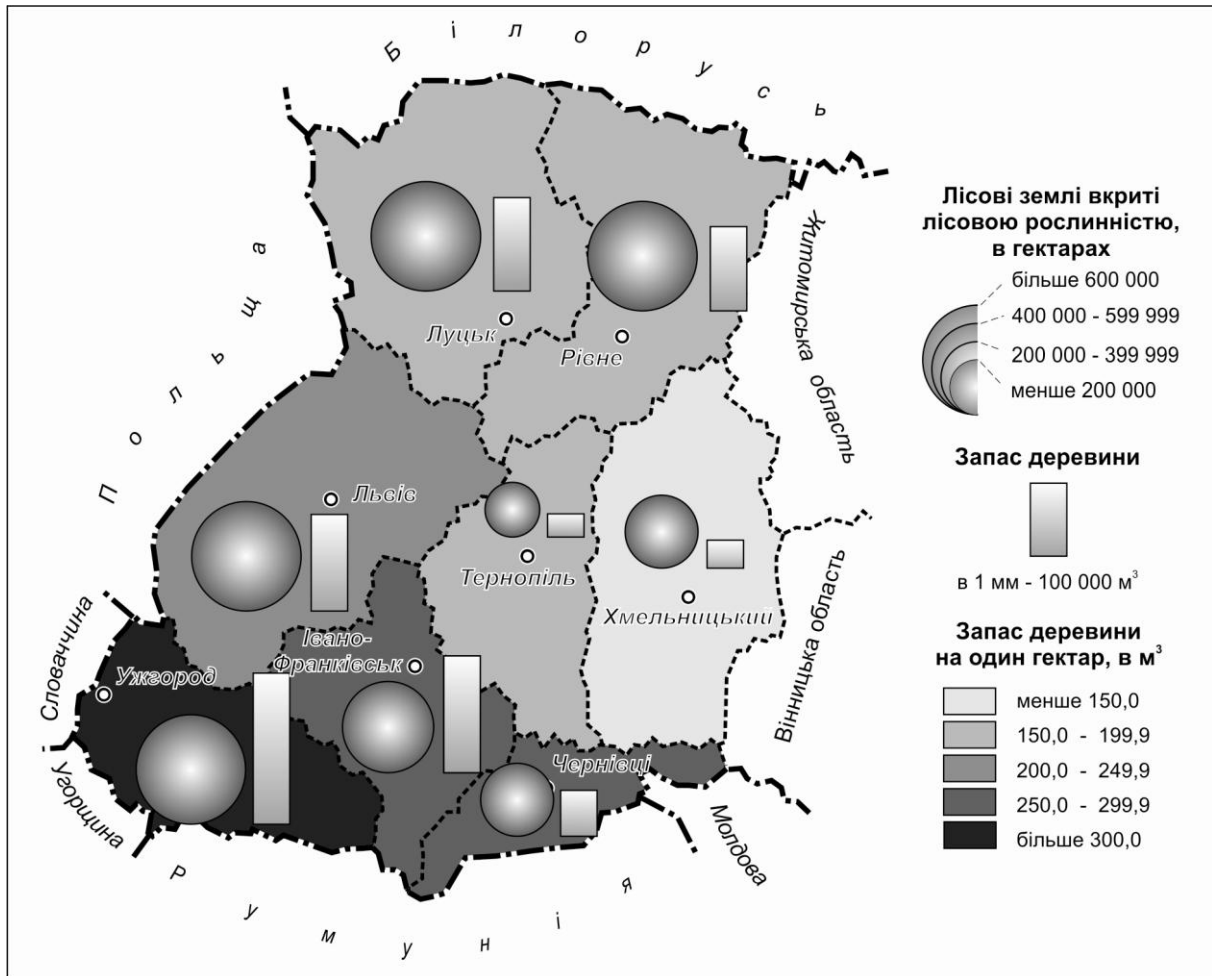 Білорусь
Польща
Словаччина
Угорщина
Румунія
Молдова
Житомирська область
Вінницька область
Луцьк
Рівне
Львів
Тернопіль
Хмельницький
Івано-
Франківськ
Ужгород
Чернівці
Лісові землі вкриті
лісовою рослинністю,
в гектарах
більше 600 000
400 000 - 599 999
200 000 - 399 999
менше 200 000
Запас деревини
в 1 мм - 100 000 м³
Запас деревини
на один гектар, в м³
менше 150,0
150,0 - 199,9
200,0 - 249,9
250,0 - 299,9
більше 300,0